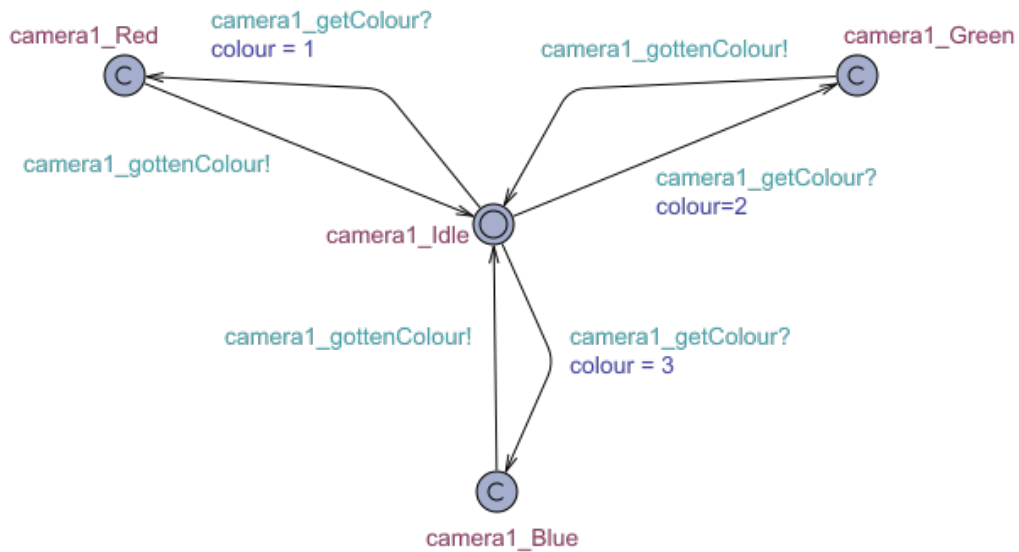 camera1_getColour?
colour = 1
camera1_Red
camera1_gottenColour!
camera1_Green
C
C
camera1_gottenColour!
camera1_getColour?
colour=2
camera1_Idle
camera1_gottenColour!
camera1_getColour?
colour = 3
C
camera1_Blue